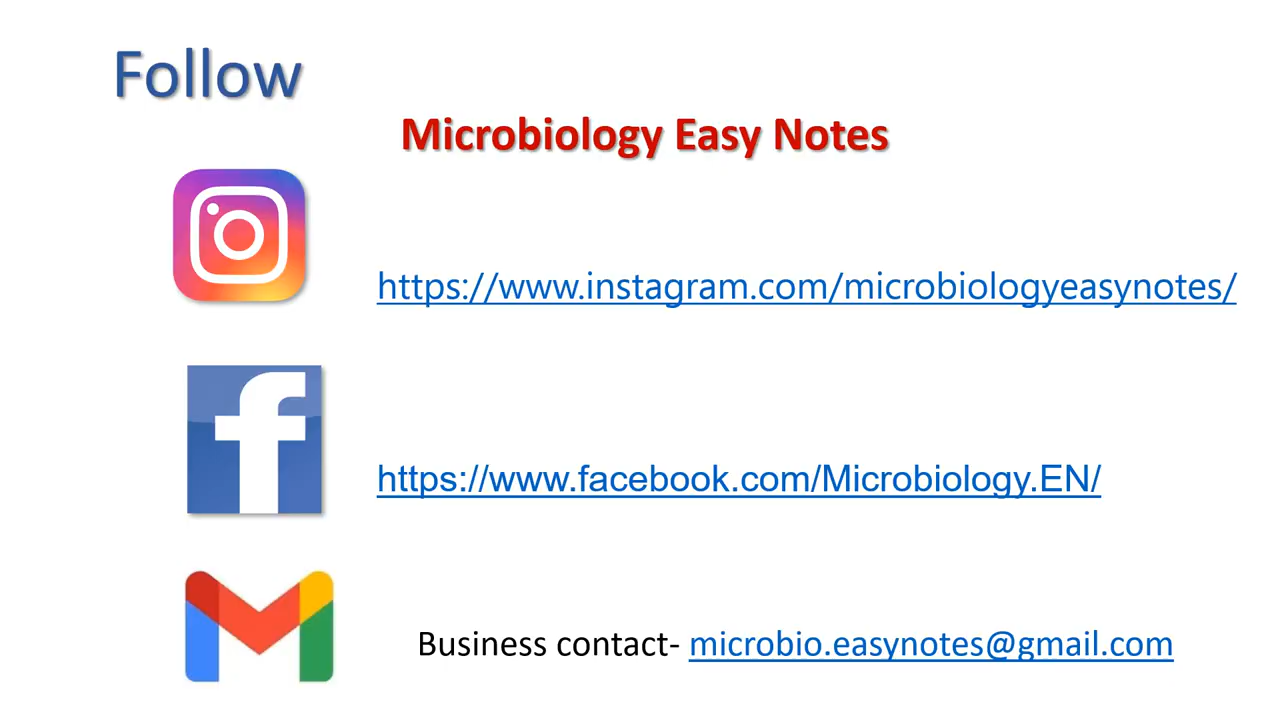 Follow
Microbiology Easy Notes
https://www.instagram.com/microbiologyeasynotes/
https://www.facebook.com/Microbiology.EN/
Business contact- microbio.easynotes@gmail.com